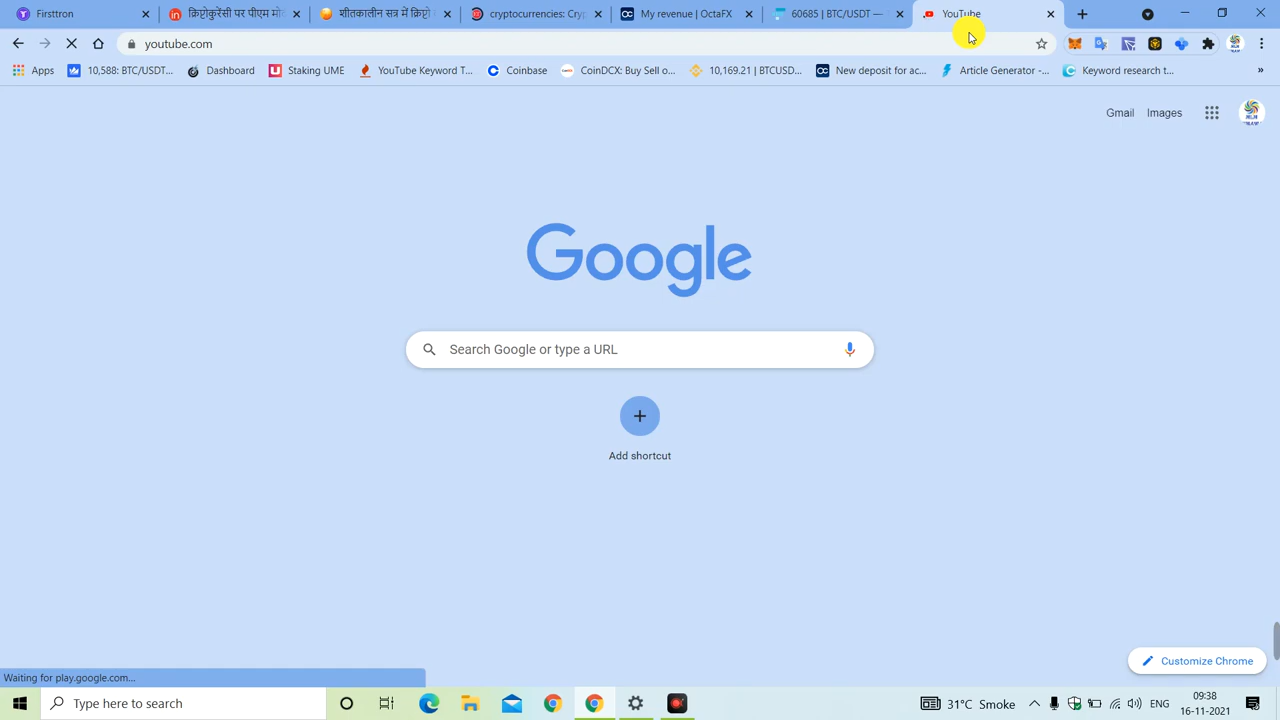 Firsttron
क्रिप्टोकुरेंसी पर पीएम मो
शीतकालीन सत्र में क्रिप्टो
cryptocurrencies: Cryp
My revenue | OctaFX
60685 | BTC/USDT —
YouTube
youtube.com
Apps
10,588: BTC/USDT...
Dashboard
Staking UME
YouTube Keyword T...
Coinbase
CoinDCX: Buy Sell o...
10,169.21 | BTCUSD...
New deposit for ac...
Article Generator -...
Keyword research t...
»
Gmail
Images
Google
Search Google or type a URL
Add shortcut
Customize Chrome
Waiting for play.google.com...
Type here to search
31°C Smoke
ENG
09:38
16-11-2021